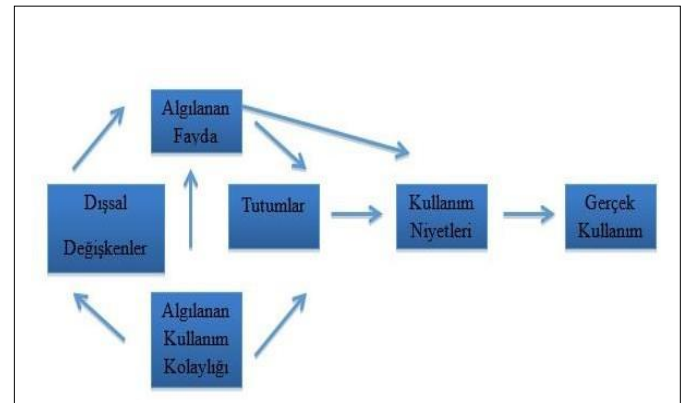 Algılanan
Fayda
Dışsal
Değişkenler
Tutumlar
Kullanım
Niyetleri
Gerçek
Kullanım
Algılanan
Kullanım
Kolaylığı